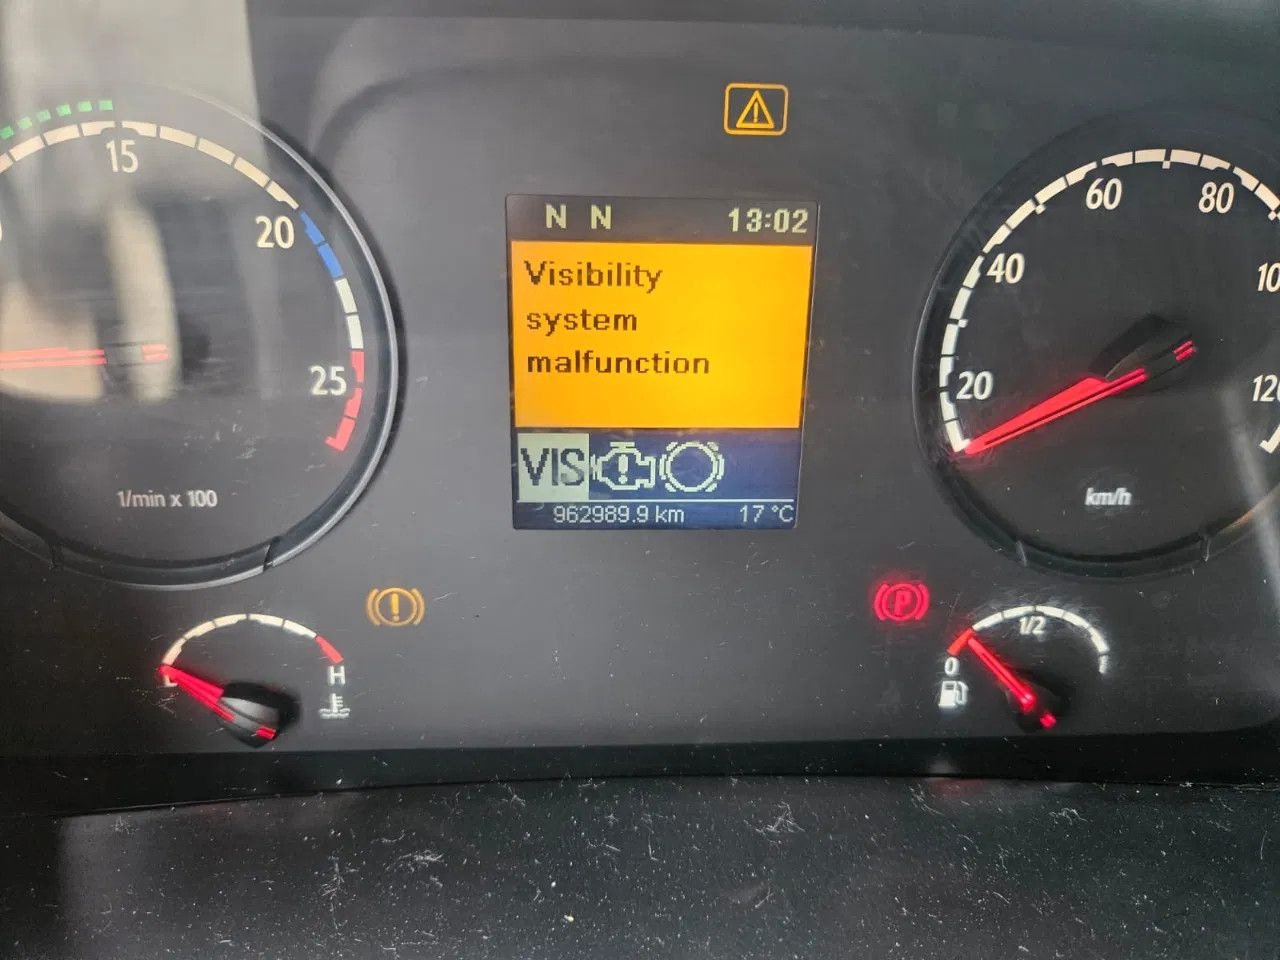 N N 13:02
Visibility
system
malfunction
VIS
962989.9 km 17 °C
15
20
25
1/min x 100
20
40
60
80
km/h
H
P
0
1/2
1